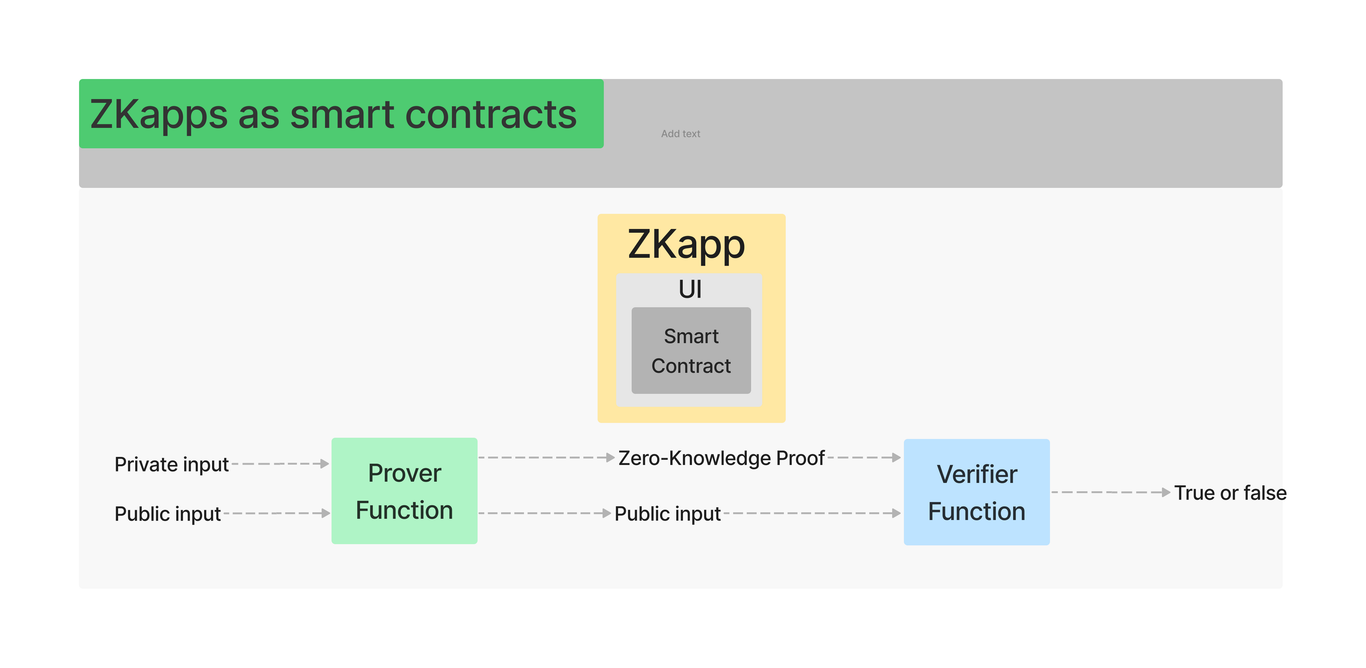 ZKapps as smart contracts
Add text
ZKapp
UI
Smart
Contract
Private input
Public input
Prover
Function
Zero-Knowledge Proof
Public input
Verifier
Function
True or false